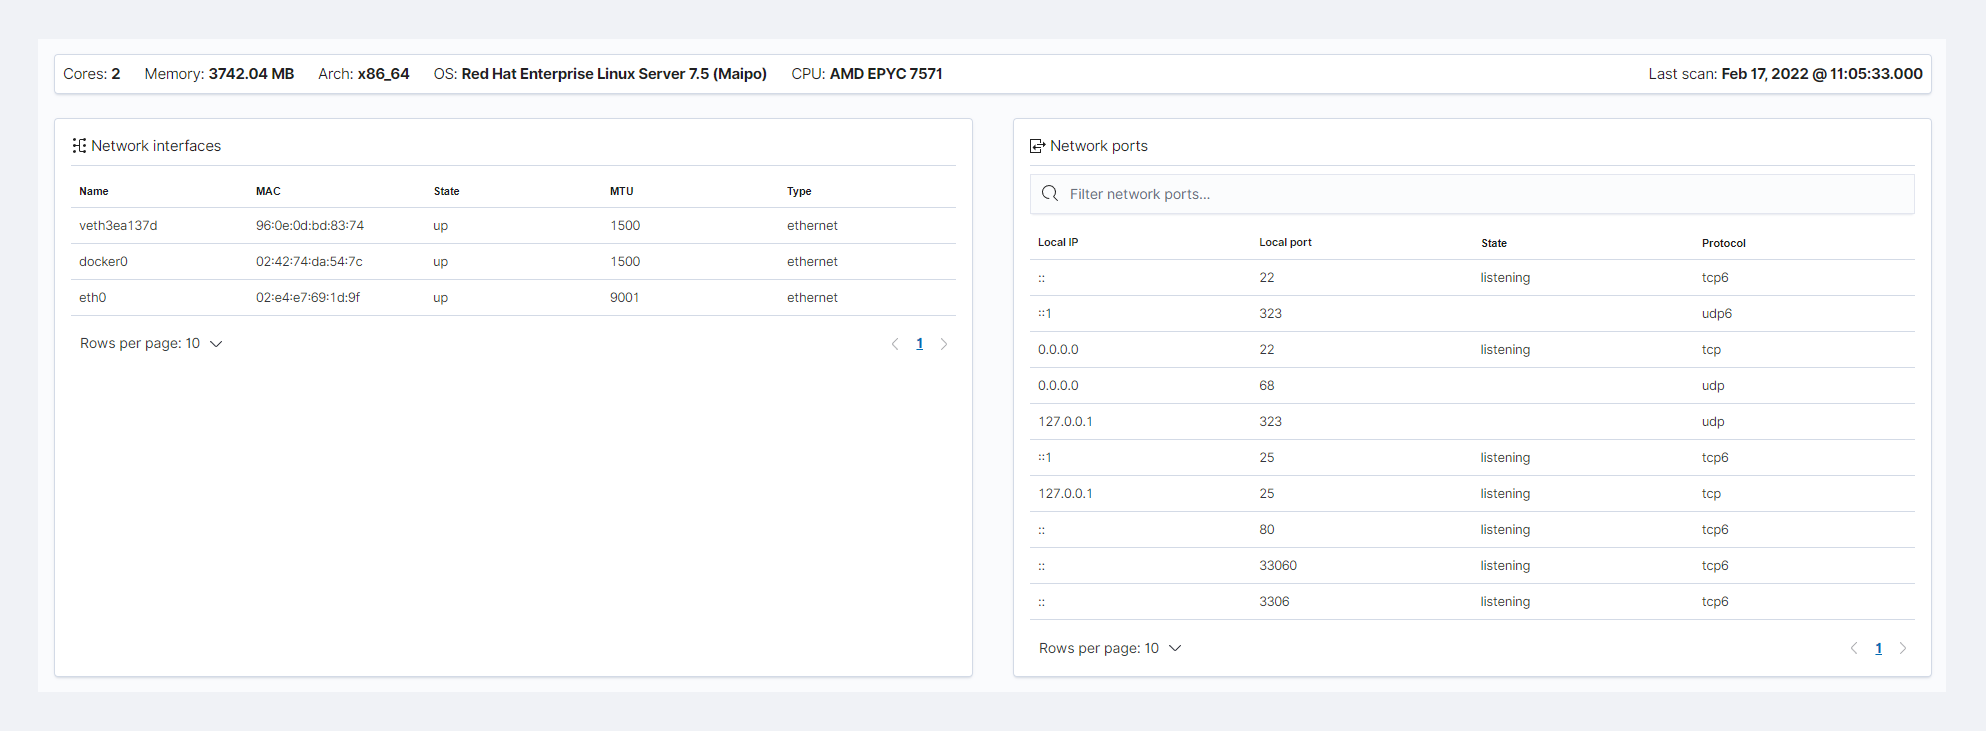 Cores: 2 Memory: 3742.04 MB Arch: x86_64 OS: Red Hat Enterprise Linux Server 7.5 (Maipo) CPU: AMD EPYC 7571 Last scan: Feb 17, 2022 @ 11:05:33.000
Network interfaces
Name MAC State MTU Type
veth3ea137d 96:0e:0d:bd:83:74 up 1500 ethernet
docker0 02:42:74:da:54:7c up 1500 ethernet
eth0 02:e4:e7:69:1d:9f up 9001 ethernet
Rows per page: 10 1
Network ports
Filter network ports...
Local IP Local port State Protocol
:: 22 listening tcp6
::1 323 udp6
0.0.0.0 22 listening tcp
0.0.0.0 68 udp
127.0.0.1 323 udp
::1 25 listening tcp6
127.0.0.1 25 listening tcp
:: 80 listening tcp6
:: 33060 listening tcp6
:: 3306 listening tcp6
Rows per page: 10 1